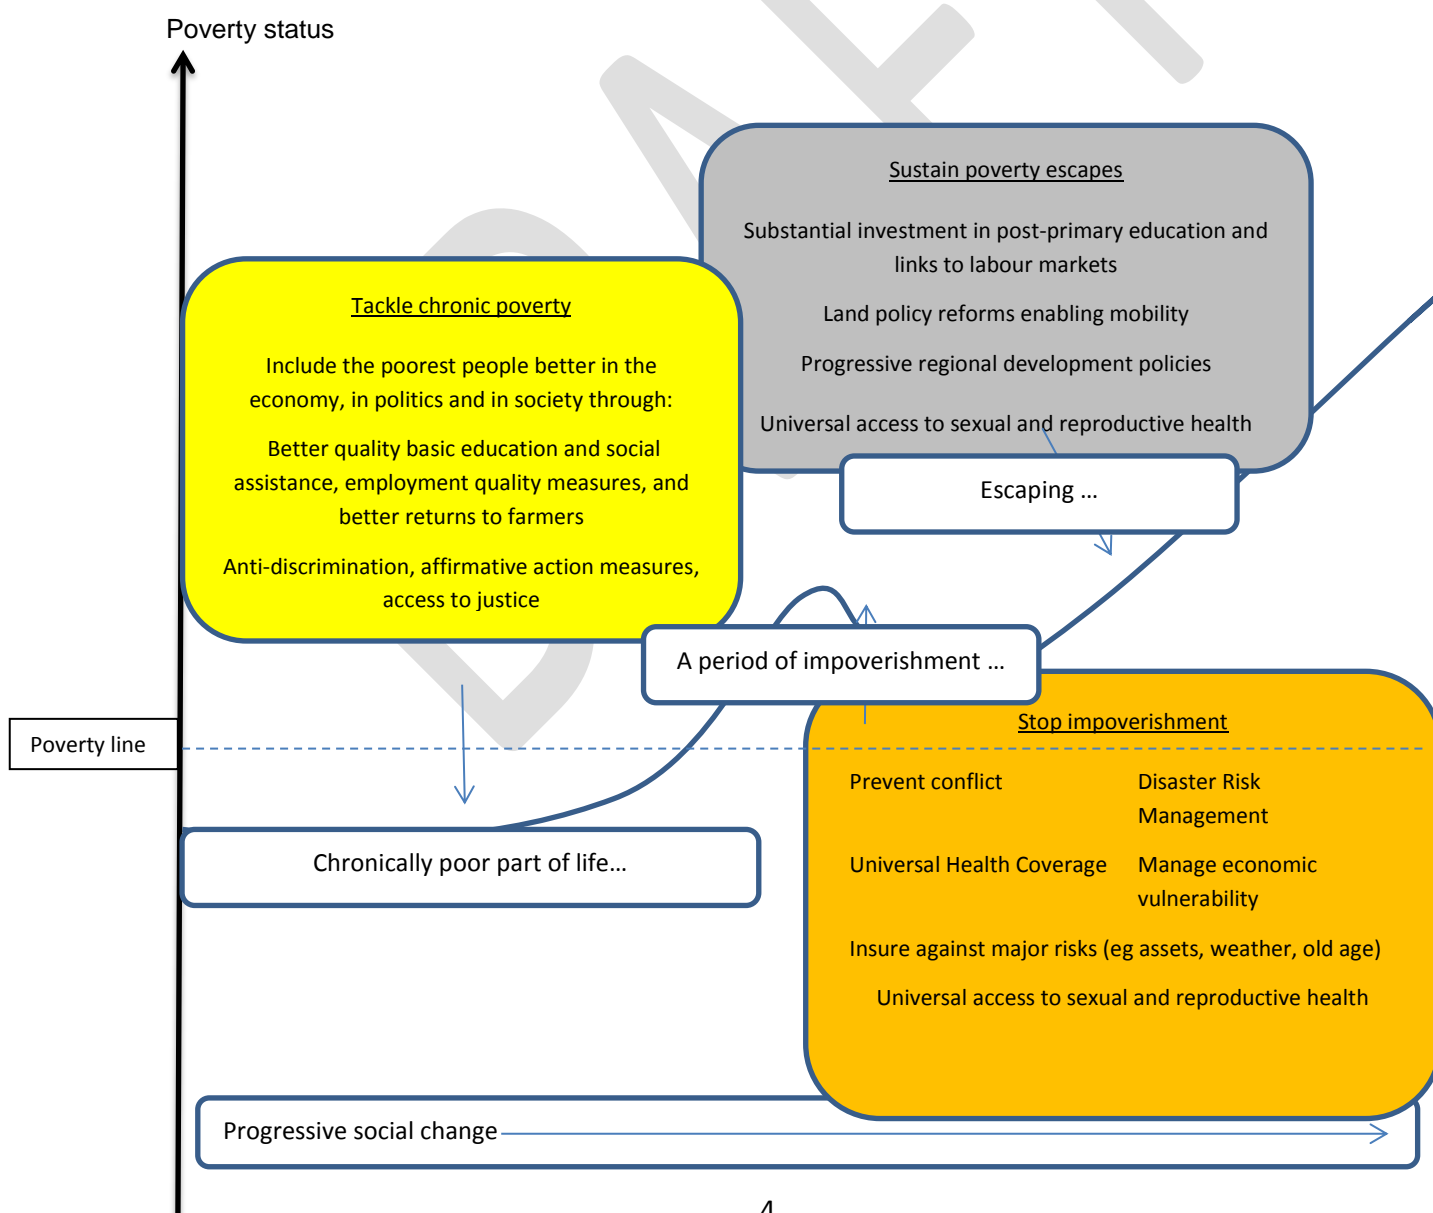 Poverty status
Sustain poverty escapes
Substantial investment in post-primary education and
links to labour markets
Land policy reforms enabling mobility
Progressive regional development policies
Universal access to sexual and reproductive health
Tackle chronic poverty
Include the poorest people better in the
economy, in politics and in society through:
Better quality basic education and social
assistance, employment quality measures, and
better returns to farmers
Anti-discrimination, affirmative action measures,
access to justice
Escaping ...
A period of impoverishment ...
Poverty line
Stop impoverishment
Prevent conflict
Disaster Risk
Management
Universal Health Coverage
Manage economic
vulnerability
Insure against major risks (eg assets, weather, old age)
Universal access to sexual and reproductive health
Chronically poor part of life...
Progressive social change
4